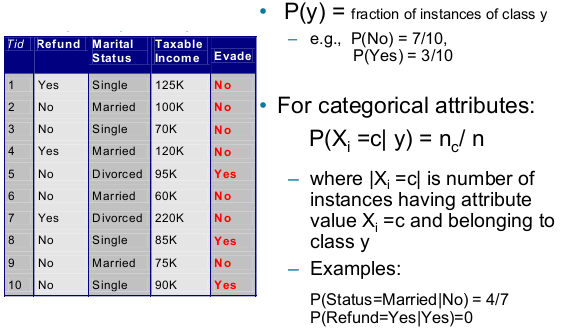 Tid Refund Marital Status Taxable Income Evade
1 Yes Single 125K No
2 No Married 100K No
3 No Single 70K No
4 Yes Married 120K No
5 No Divorced 95K Yes
6 No Married 60K No
7 Yes Divorced 220K No
8 No Single 85K Yes
9 No Married 75K No
10 No Single 90K Yes
• P(y) = fraction of instances of class y
– e.g., P(No) = 7/10,
P(Yes) = 3/10
• For categorical attributes:
P(Xi =c| y) = nc/ n
– where |Xi =c| is number of
instances having attribute
value Xi =c and belonging to
class y
– Examples:
P(Status=Married|No) = 4/7
P(Refund=Yes|Yes)=0